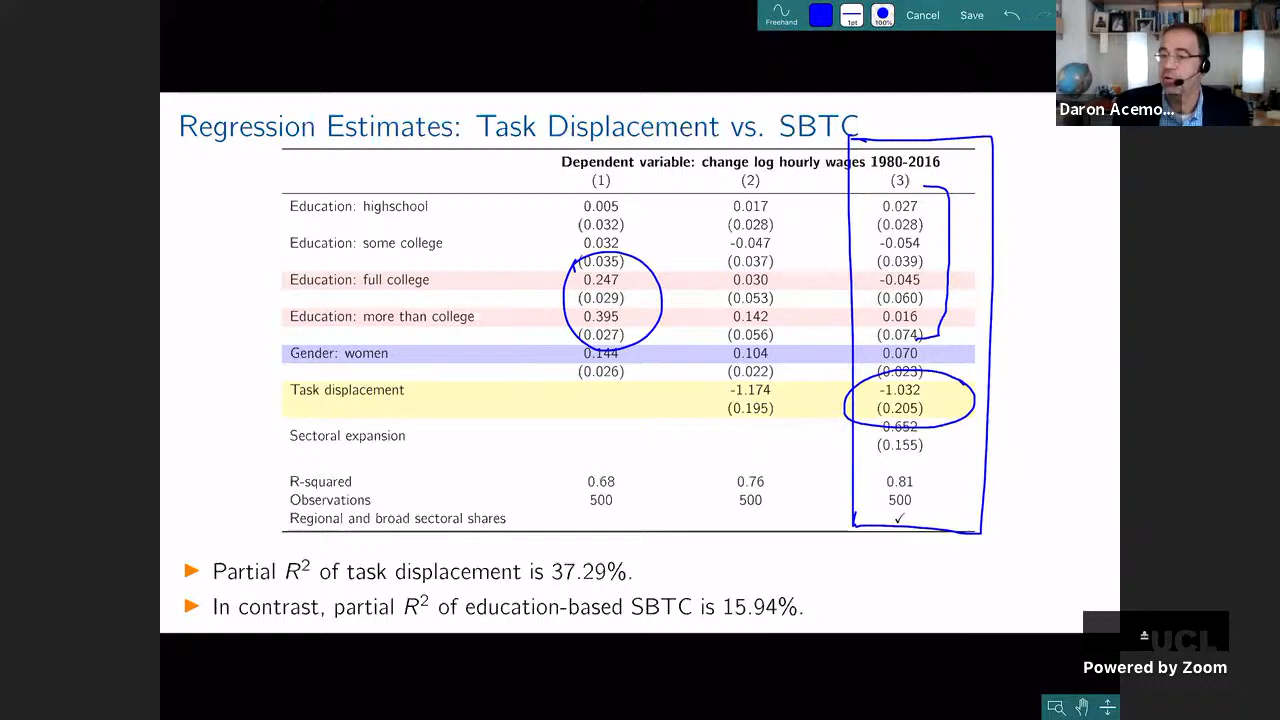 Freehand 1pt 100% Cancel Save
Daron Acemo...
Regression Estimates: Task Displacement vs. SBTC
Dependent variable: change log hourly wages 1980-2016
(1) (2) (3)
Education: highschool 0.005 0.017 0.027
(0.032) (0.028) (0.028)
Education: some college 0.032 -0.047 -0.054
(0.035) (0.037) (0.039)
Education: full college 0.247 0.030 -0.045
(0.029) (0.053) (0.060)
Education: more than college 0.395 0.142 0.016
(0.027) (0.056) (0.074)
Gender: women 0.144 0.104 0.070
(0.026) (0.022) (0.023)
Task displacement -1.174 -1.032
(0.195) (0.205)
Sectoral expansion 0.652
(0.155)
R-squared 0.68 0.76 0.81
Observations 500 500 500
Regional and broad sectoral shares ✓
► Partial R² of task displacement is 37.29%.
► In contrast, partial R² of education-based SBTC is 15.94%.
UCL
Powered by Zoom